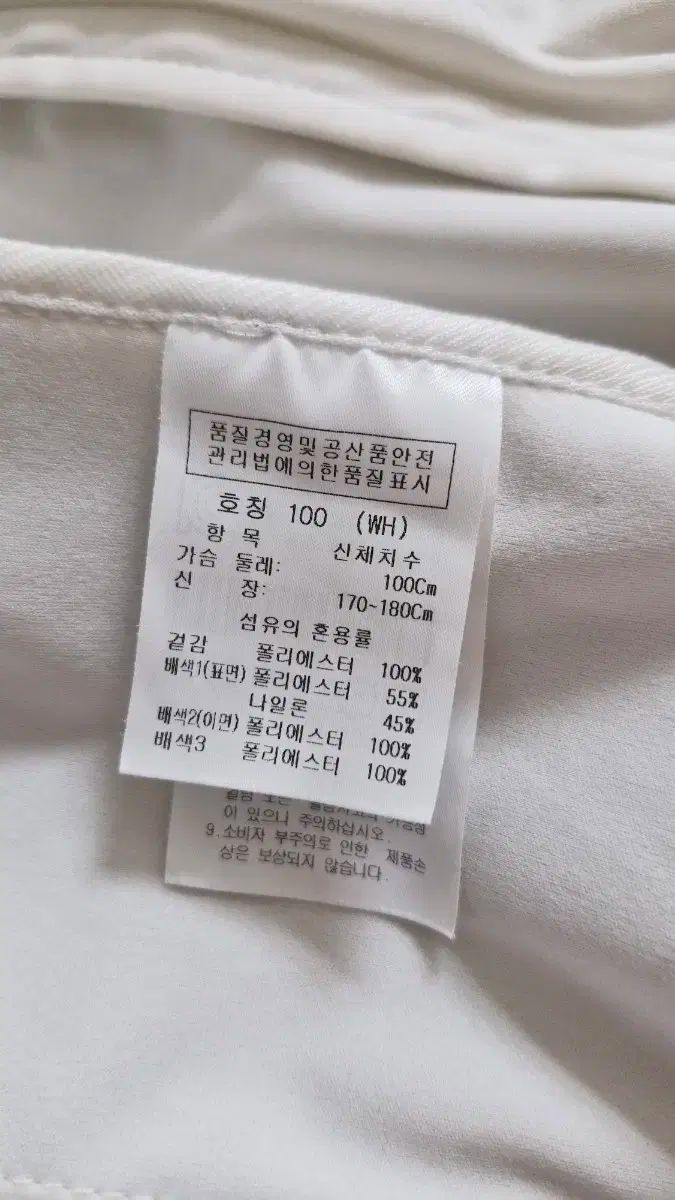 품질경영및공산품안전
관리법에의한품질표시
호칭 100 (WH)
항 목 신체치수
가슴 둘레: 100Cm
신 장: 170~180Cm
섬유의 혼용률
겉감 폴리에스터 100%
배색1(표면) 폴리에스터 55%
나일론 45%
배색2(이면) 폴리에스터 100%
배색3 폴리에스터 100%
이 있으니 주의하십시오.
9.소비자 부주의로 인한 제품손
상은 보상되지 않습니다.